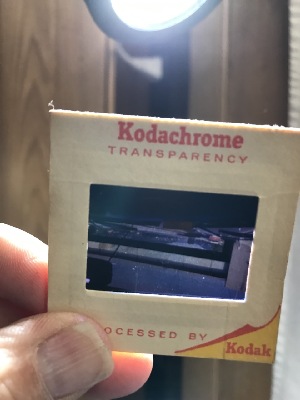 Kodachrome
TRANSPARENCY
OCESSED BY
Kodak